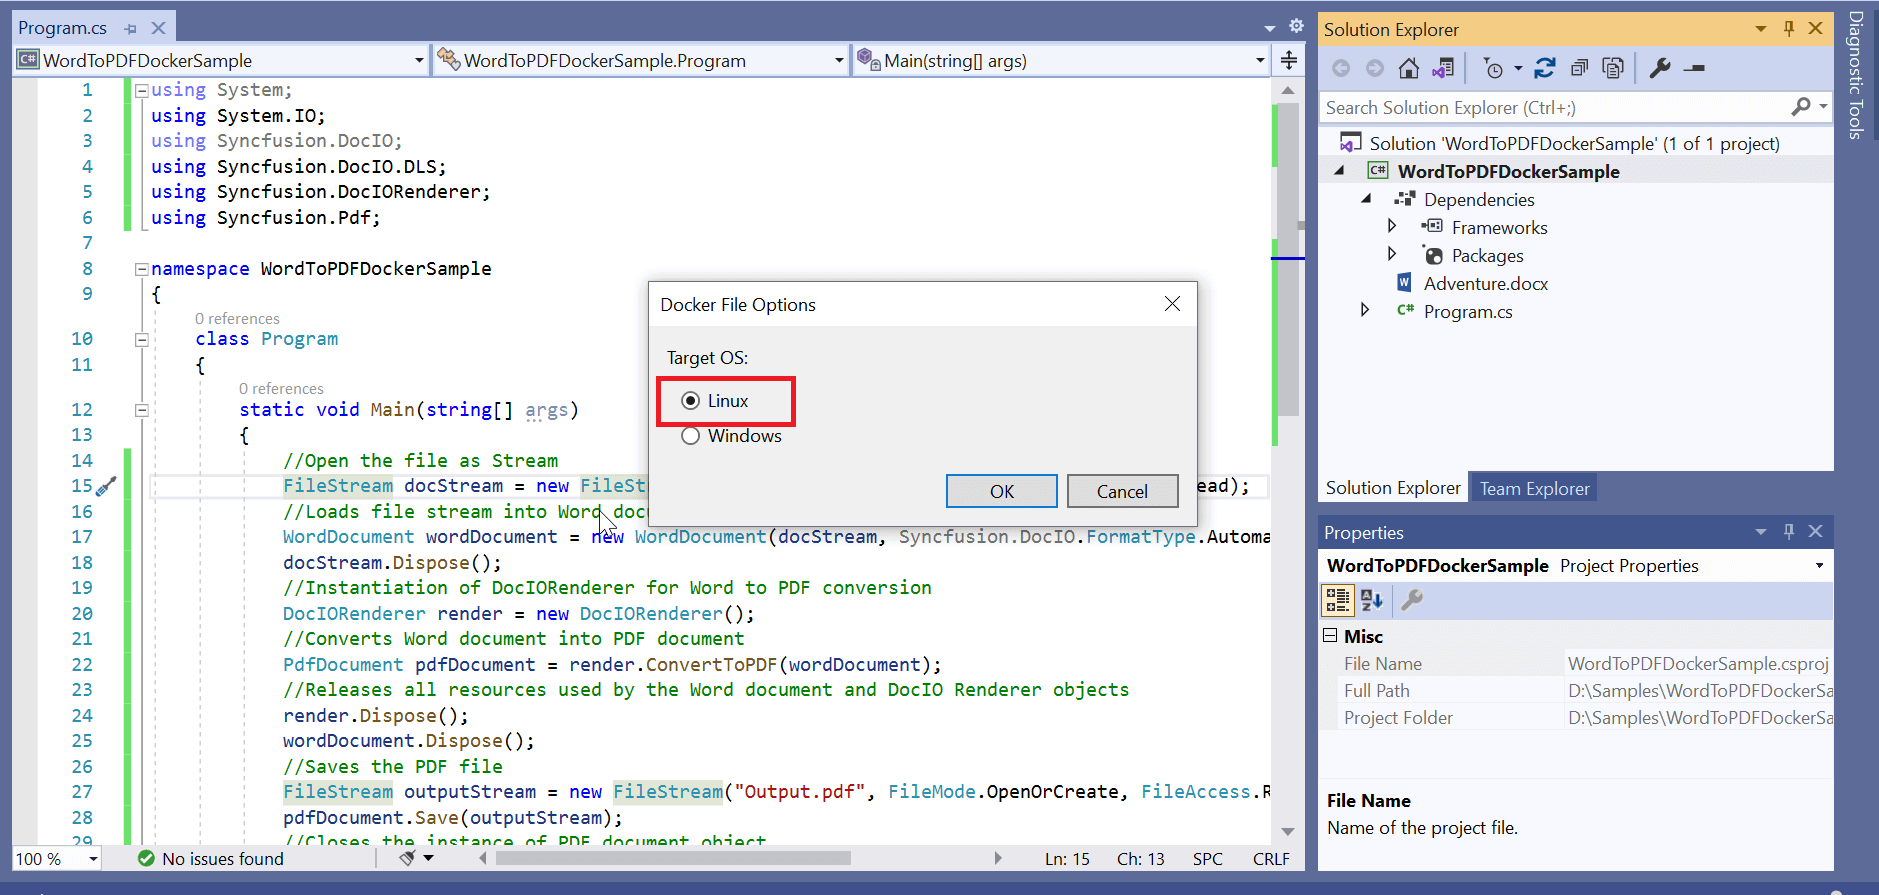 Program.cs
WordToPDFDockerSample
WordToPDFDockerSample.Program
Main(string[] args)
1 using System;
2 using System.IO;
3 using Syncfusion.DocIO;
4 using Syncfusion.DocIO.DLS;
5 using Syncfusion.DocIORenderer;
6 using Syncfusion.Pdf;
7
8 namespace WordToPDFDockerSample
9 {
0 references
10 class Program
11 {
0 references
12 static void Main(string[] args)
13 {
14 //Open the file as Stream
15 FileStream docStream = new FileSt ead);
16 //Loads file stream into Word docu
17 WordDocument wordDocument = new WordDocument(docStream, Syncfusion.DocIO.FormatType.Automa
18 docStream.Dispose();
19 //Instantiation of DocIORenderer for Word to PDF conversion
20 DocIORenderer render = new DocIORenderer();
21 //Converts Word document into PDF document
22 PdfDocument pdfDocument = render.ConvertToPDF(wordDocument);
23 //Releases all resources used by the Word document and DocIO Renderer objects
24 render.Dispose();
25 wordDocument.Dispose();
26 //Saves the PDF file
27 FileStream outputStream = new FileStream("Output.pdf", FileMode.OpenOrCreate, FileAccess.R
28 pdfDocument.Save(outputStream);
29 //Closes the instance of PDF document object
100 %
No issues found
Ln: 15 Ch: 13 SPC CRLF
Docker File Options
Target OS:
Linux
Windows
OK Cancel
Solution Explorer
Search Solution Explorer (Ctrl+;)
Solution 'WordToPDFDockerSample' (1 of 1 project)
C# WordToPDFDockerSample
Dependencies
Frameworks
Packages
Adventure.docx
C# Program.cs
Solution Explorer Team Explorer
Properties
WordToPDFDockerSample Project Properties
Misc
File Name WordToPDFDockerSample.csproj
Full Path D:\Samples\WordToPDFDockerSa
Project Folder D:\Samples\WordToPDFDockerSa
File Name
Name of the project file.
Diagnostic Tools